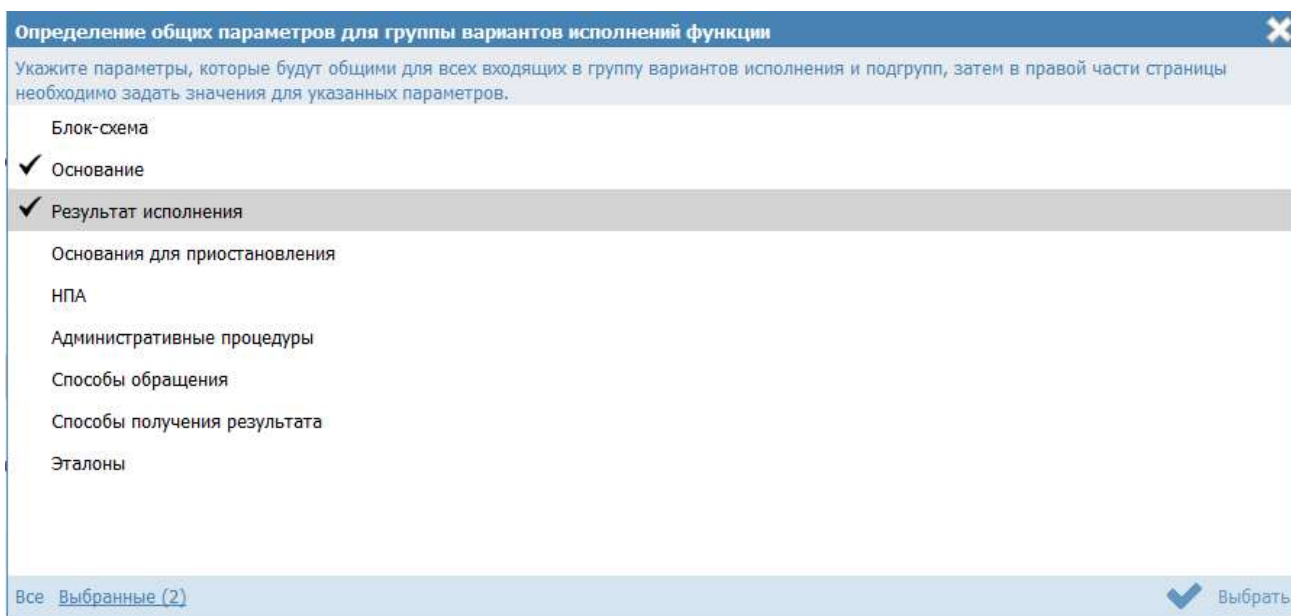 Определение общих параметров для группы вариантов исполнений функции
Укажите параметры, которые будут общими для всех входящих в группу вариантов исполнения и подгрупп, затем в правой части страницы
необходимо задать значения для указанных параметров.
Блок-схема
Основание
Результат исполнения
Основания для приостановления
НПА
Административные процедуры
Способы обращения
Способы получения результата
Эталоны
Все Выбранные (2) Выбрать